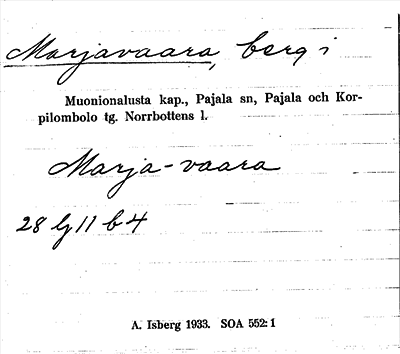 Marjavaara, berg i
Muonionalusta kap., Pajala sn, Pajala och Kor-
pilombolo tg. Norrbottens l.
Marja-vaara
28 Lj 11 b 4
A. Isberg 1933. SOA 552:1